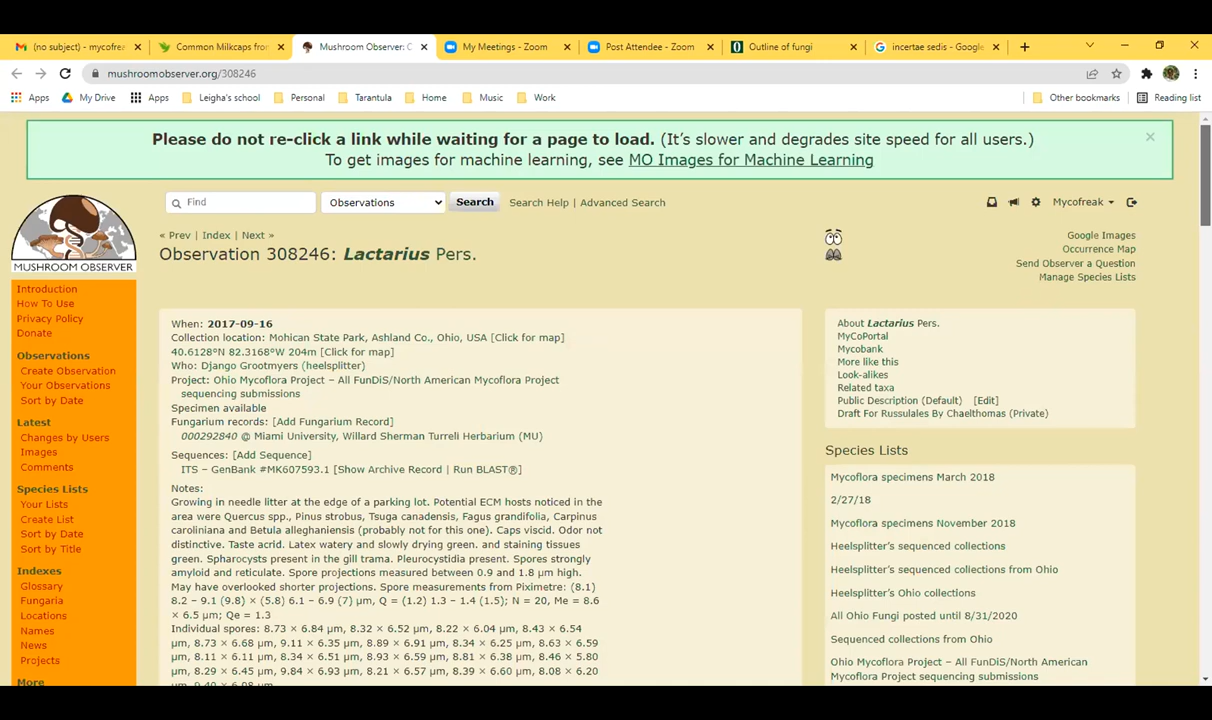 (no subject) - mycofrea
Common Milkcaps from
Mushroom Observer: O
My Meetings - Zoom
Post Attendee - Zoom
Outline of fungi
incertae sedis - Google
mushroomobserver.org/308246
Apps
My Drive
Apps
Leigha's school
Personal
Tarantula
Home
Music
Work
Other bookmarks
Reading list
Please do not re-click a link while waiting for a page to load. (It's slower and degrades site speed for all users.)
To get images for machine learning, see MO Images for Machine Learning
MUSHROOM OBSERVER
Find
Observations
Search
Search Help | Advanced Search
Mycofreak
« Prev | Index | Next »
Observation 308246: Lactarius Pers.
Google Images
Occurrence Map
Send Observer a Question
Manage Species Lists
Introduction
How To Use
Privacy Policy
Donate
Observations
Create Observation
Your Observations
Sort by Date
Latest
Changes by Users
Images
Comments
Species Lists
Your Lists
Create List
Sort by Date
Sort by Title
Indexes
Glossary
Fungaria
Locations
Names
News
Projects
More
When: 2017-09-16
Collection location: Mohican State Park, Ashland Co., Ohio, USA [Click for map]
40.6128°N 82.3168°W 204m [Click for map]
Who: Django Grootmyers (heelsplitter)
Project: Ohio Mycoflora Project - All FunDiS/North American Mycoflora Project
sequencing submissions
Specimen available
Fungarium records: [Add Fungarium Record]
000292840 @ Miami University, Willard Sherman Turreli Herbarium (MU)
Sequences: [Add Sequence]
ITS – GenBank #MK607593.1 [Show Archive Record | Run BLAST®]
Notes:
Growing in needle litter at the edge of a parking lot. Potential ECM hosts noticed in the
area were Quercus spp., Pinus strobus, Tsuga canadensis, Fagus grandifolia, Carpinus
caroliniana and Betula alleghaniensis (probably not for this one). Caps viscid. Odor not
distinctive. Taste acrid. Latex watery and slowly drying green. and staining tissues
green. Spharocysts present in the gill trama. Pleurocystidia present. Spores strongly
amyloid and reticulate. Spore projections measured between 0.9 and 1.8 µm high.
May have overlooked shorter projections. Spore measurements from Piximetre: (8.1)
8.2 – 9.1 (9.8) × (5.8) 6.1 – 6.9 (7) µm, Q = (1.2) 1.3 – 1.4 (1.5); N = 20, Me = 8.6
× 6.5 µm; Qe = 1.3
Individual spores: 8.73 × 6.84 µm, 8.32 × 6.52 µm, 8.22 × 6.04 µm, 8.43 × 6.54
µm, 8.73 × 6.68 µm, 9.11 × 6.35 µm, 8.89 × 6.91 µm, 8.34 × 6.25 µm, 8.63 × 6.59
µm, 8.11 × 6.11 µm, 8.34 × 6.51 µm, 8.93 × 6.59 µm, 8.81 × 6.38 µm, 8.46 × 5.80
µm, 8.29 × 6.45 µm, 9.84 × 6.93 µm, 8.21 × 6.57 µm, 8.39 × 6.60 µm, 8.08 × 6.20
About Lactarius Pers.
MyCoPortal
Mycobank
More like this
Look-alikes
Related taxa
Public Description (Default) [Edit]
Draft For Russulales By Chaelthomas (Private)
Species Lists
Mycoflora specimens March 2018
2/27/18
Mycoflora specimens November 2018
Heelsplitter's sequenced collections
Heelsplitter's sequenced collections from Ohio
Heelsplitter's Ohio collections
All Ohio Fungi posted until 8/31/2020
Sequenced collections from Ohio
Ohio Mycoflora Project - All FunDiS/North American
Mycoflora Project sequencing submissions